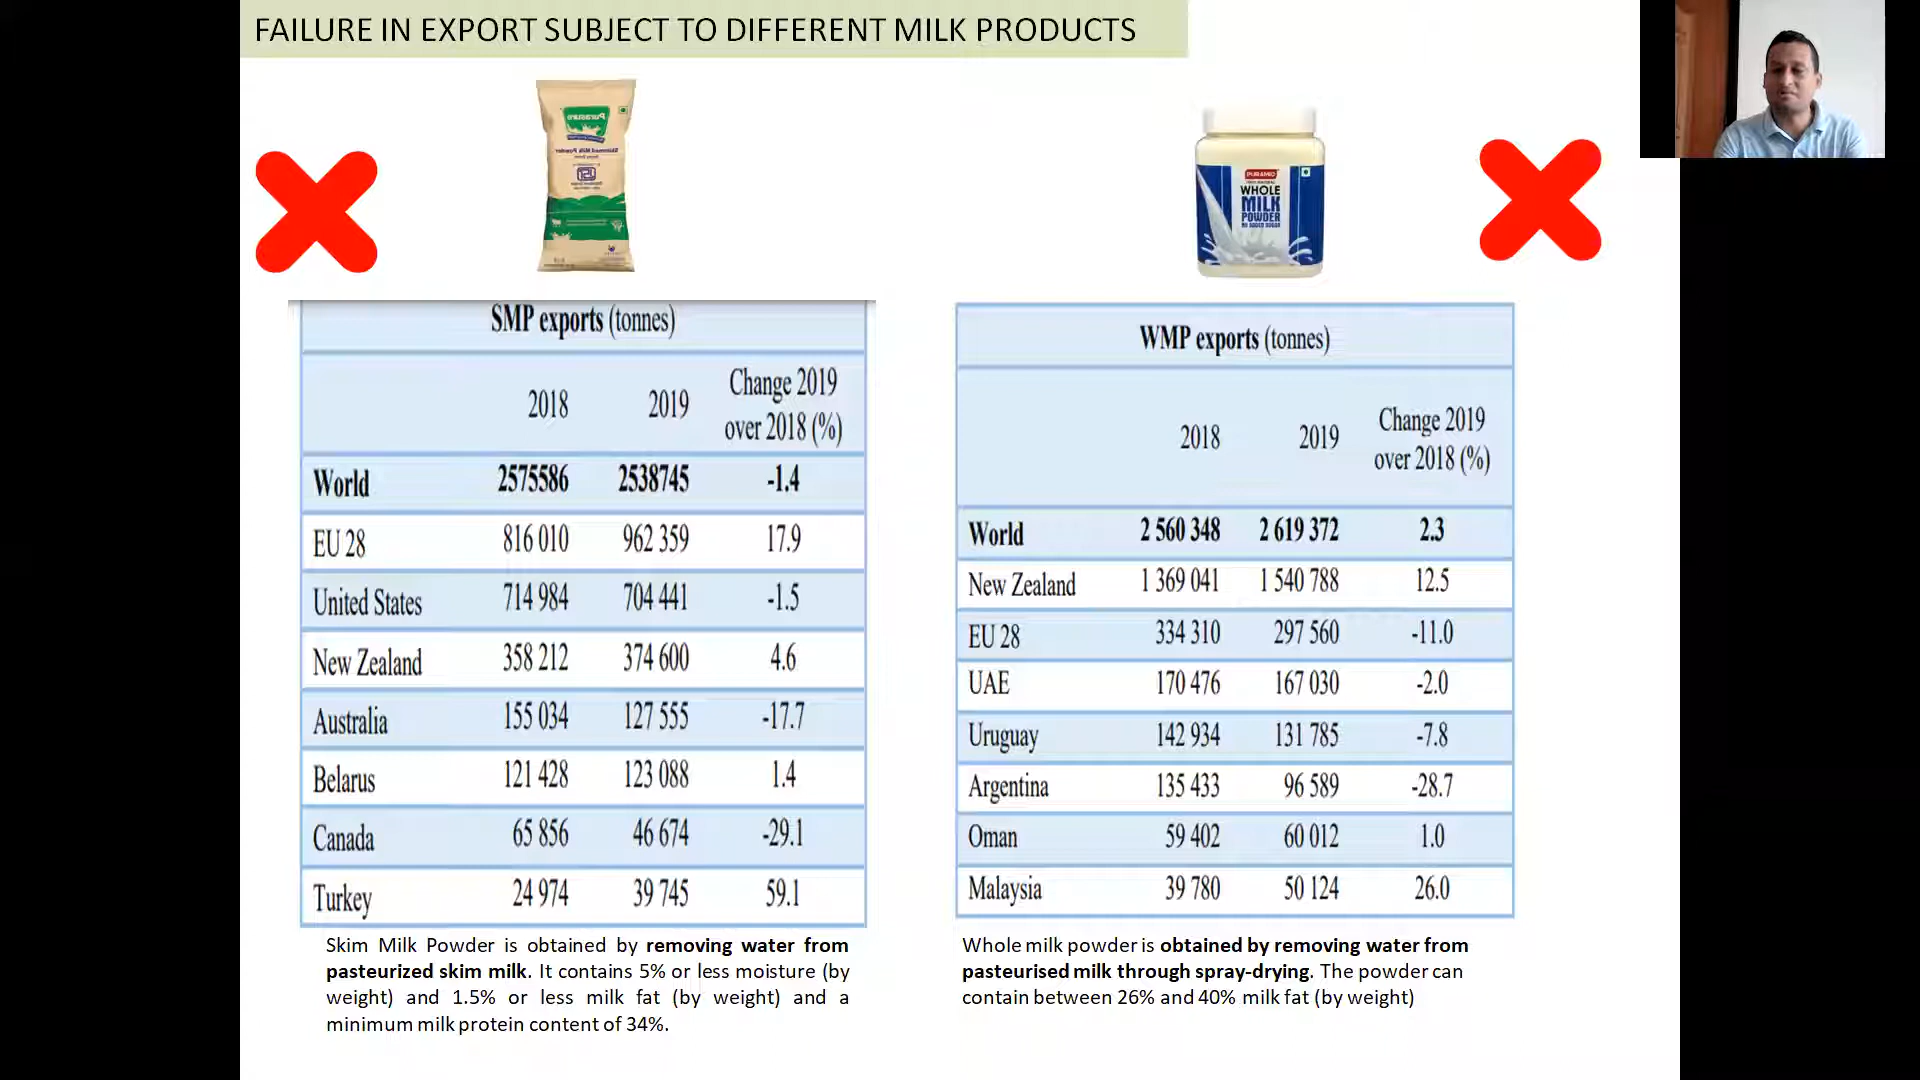 FAILURE IN EXPORT SUBJECT TO DIFFERENT MILK PRODUCTS
Purasure
Skimmed Milk Powder
PURAMIO
WHOLE
MILK
POWDER
NO ADDED SUGAR
SMP exports (tonnes)
2018 2019 Change 2019
over 2018 (%)
World 2575586 2538745 -1.4
EU 28 816 010 962 359 17.9
United States 714 984 704 441 -1.5
New Zealand 358 212 374 600 4.6
Australia 155 034 127 555 -17.7
Belarus 121 428 123 088 1.4
Canada 65 856 46 674 -29.1
Turkey 24 974 39 745 59.1
Skim Milk Powder is obtained by removing water from
pasteurized skim milk. It contains 5% or less moisture (by
weight) and 1.5% or less milk fat (by weight) and a
minimum milk protein content of 34%.
WMP exports (tonnes)
2018 2019 Change 2019
over 2018 (%)
World 2 560 348 2 619 372 2.3
New Zealand 1 369 041 1 540 788 12.5
EU 28 334 310 297 560 -11.0
UAE 170 476 167 030 -2.0
Uruguay 142 934 131 785 -7.8
Argentina 135 433 96 589 -28.7
Oman 59 402 60 012 1.0
Malaysia 39 780 50 124 26.0
Whole milk powder is obtained by removing water from
pasteurised milk through spray-drying. The powder can
contain between 26% and 40% milk fat (by weight)